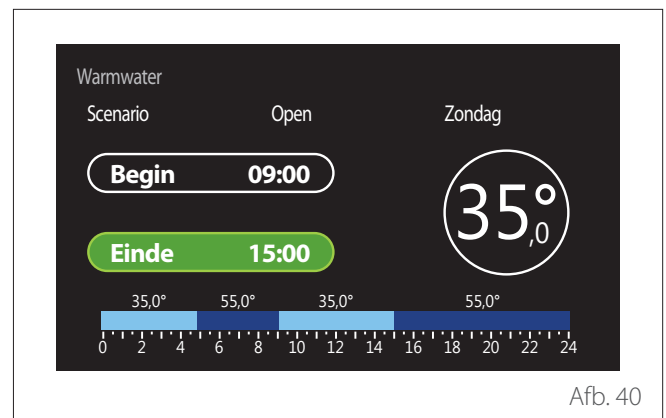 Warmwater
Scenario Open Zondag
Begin 09:00
35°,0
Einde 15:00
35,0° 55,0° 35,0° 55,0°
0 2 4 6 8 10 12 14 16 18 20 22 24
Afb. 40